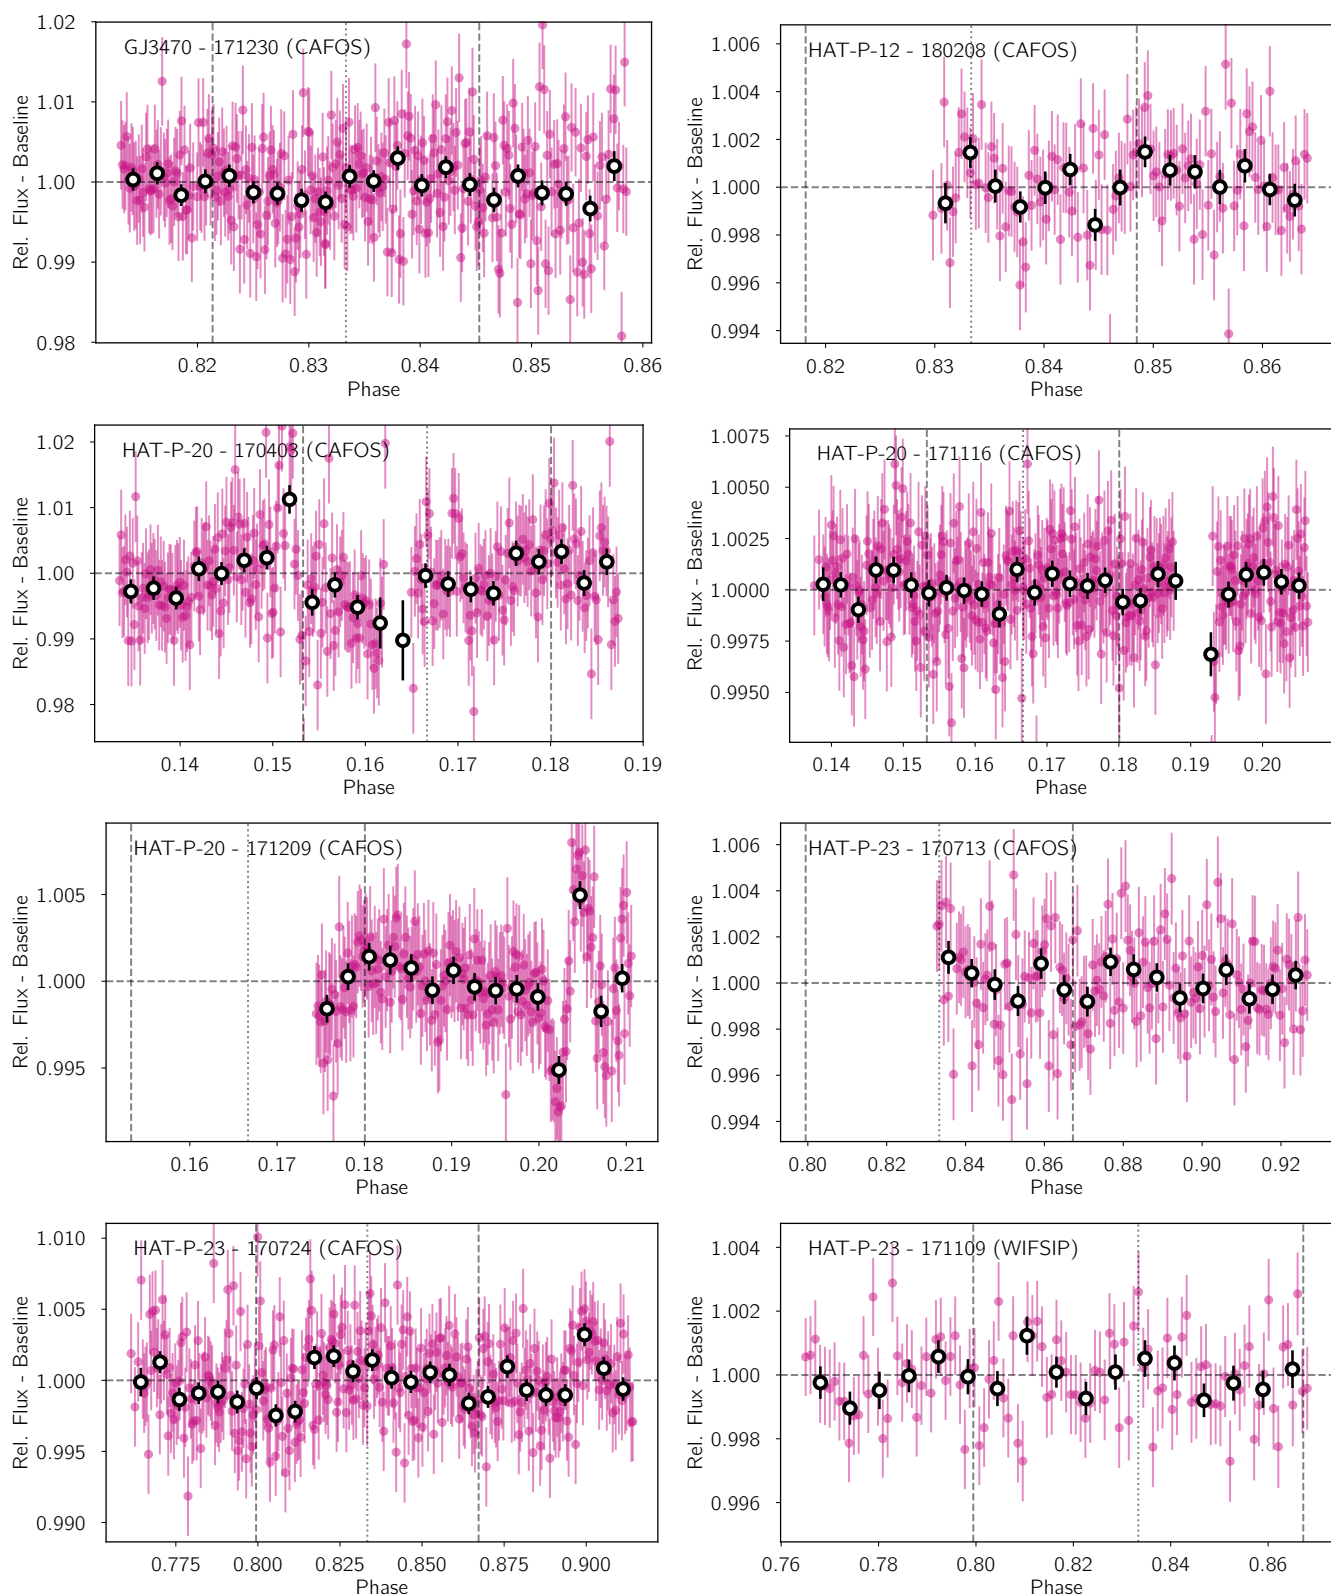 GJ3470 - 171230 (CAFOS)
1.02
1.01
1.00
0.99
0.98
Rel. Flux - Baseline
0.82 0.83 0.84 0.85 0.86
Phase
HAT-P-12 - 180208 (CAFOS)
1.006
1.004
1.002
1.000
0.998
0.996
0.994
Rel. Flux - Baseline
0.82 0.83 0.84 0.85 0.86
Phase
HAT-P-20 - 170403 (CAFOS)
1.02
1.01
1.00
0.99
0.98
Rel. Flux - Baseline
0.14 0.15 0.16 0.17 0.18 0.19
Phase
HAT-P-20 - 171116 (CAFOS)
1.0075
1.0050
1.0025
1.0000
0.9975
0.9950
Rel. Flux - Baseline
0.14 0.15 0.16 0.17 0.18 0.19 0.20
Phase
HAT-P-20 - 171209 (CAFOS)
1.005
1.000
0.995
Rel. Flux - Baseline
0.16 0.17 0.18 0.19 0.20 0.21
Phase
HAT-P-23 - 170713 (CAFOS)
1.006
1.004
1.002
1.000
0.998
0.996
0.994
Rel. Flux - Baseline
0.80 0.82 0.84 0.86 0.88 0.90 0.92
Phase
HAT-P-23 - 170724 (CAFOS)
1.010
1.005
1.000
0.995
0.990
Rel. Flux - Baseline
0.775 0.800 0.825 0.850 0.875 0.900
Phase
HAT-P-23 - 171109 (WIFSIP)
1.004
1.002
1.000
0.998
0.996
Rel. Flux - Baseline
0.76 0.78 0.80 0.82 0.84 0.86
Phase